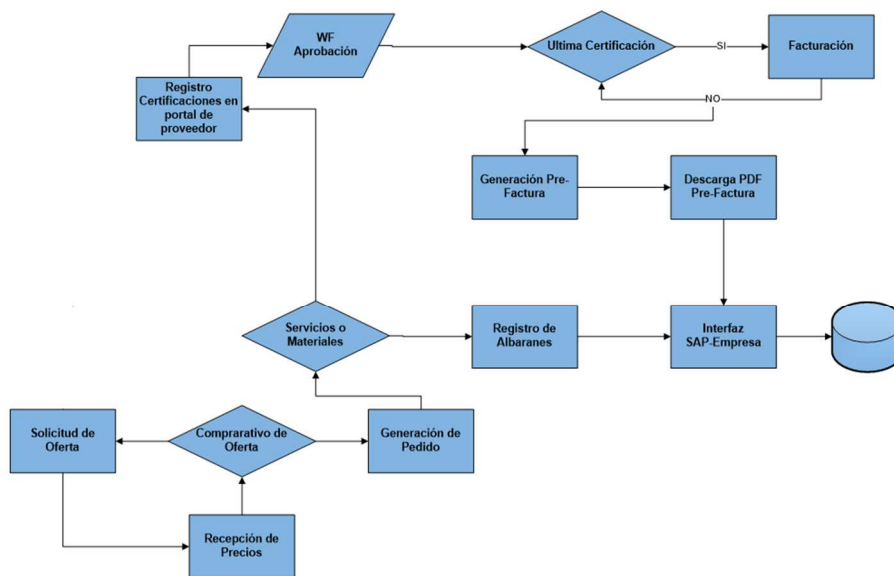 WF
Aprobación
Ultima Certificación
SI
Facturación
Registro
Certificaciones en
portal de
proveedor
NO
Generación Pre-
Factura
Descarga PDF
Pre-Factura
Servicios o
Materiales
Registro de
Albaranes
Interfaz
SAP-Empresa
Solicitud de
Oferta
Comprarativo de
Oferta
Generación de
Pedido
Recepción de
Precios